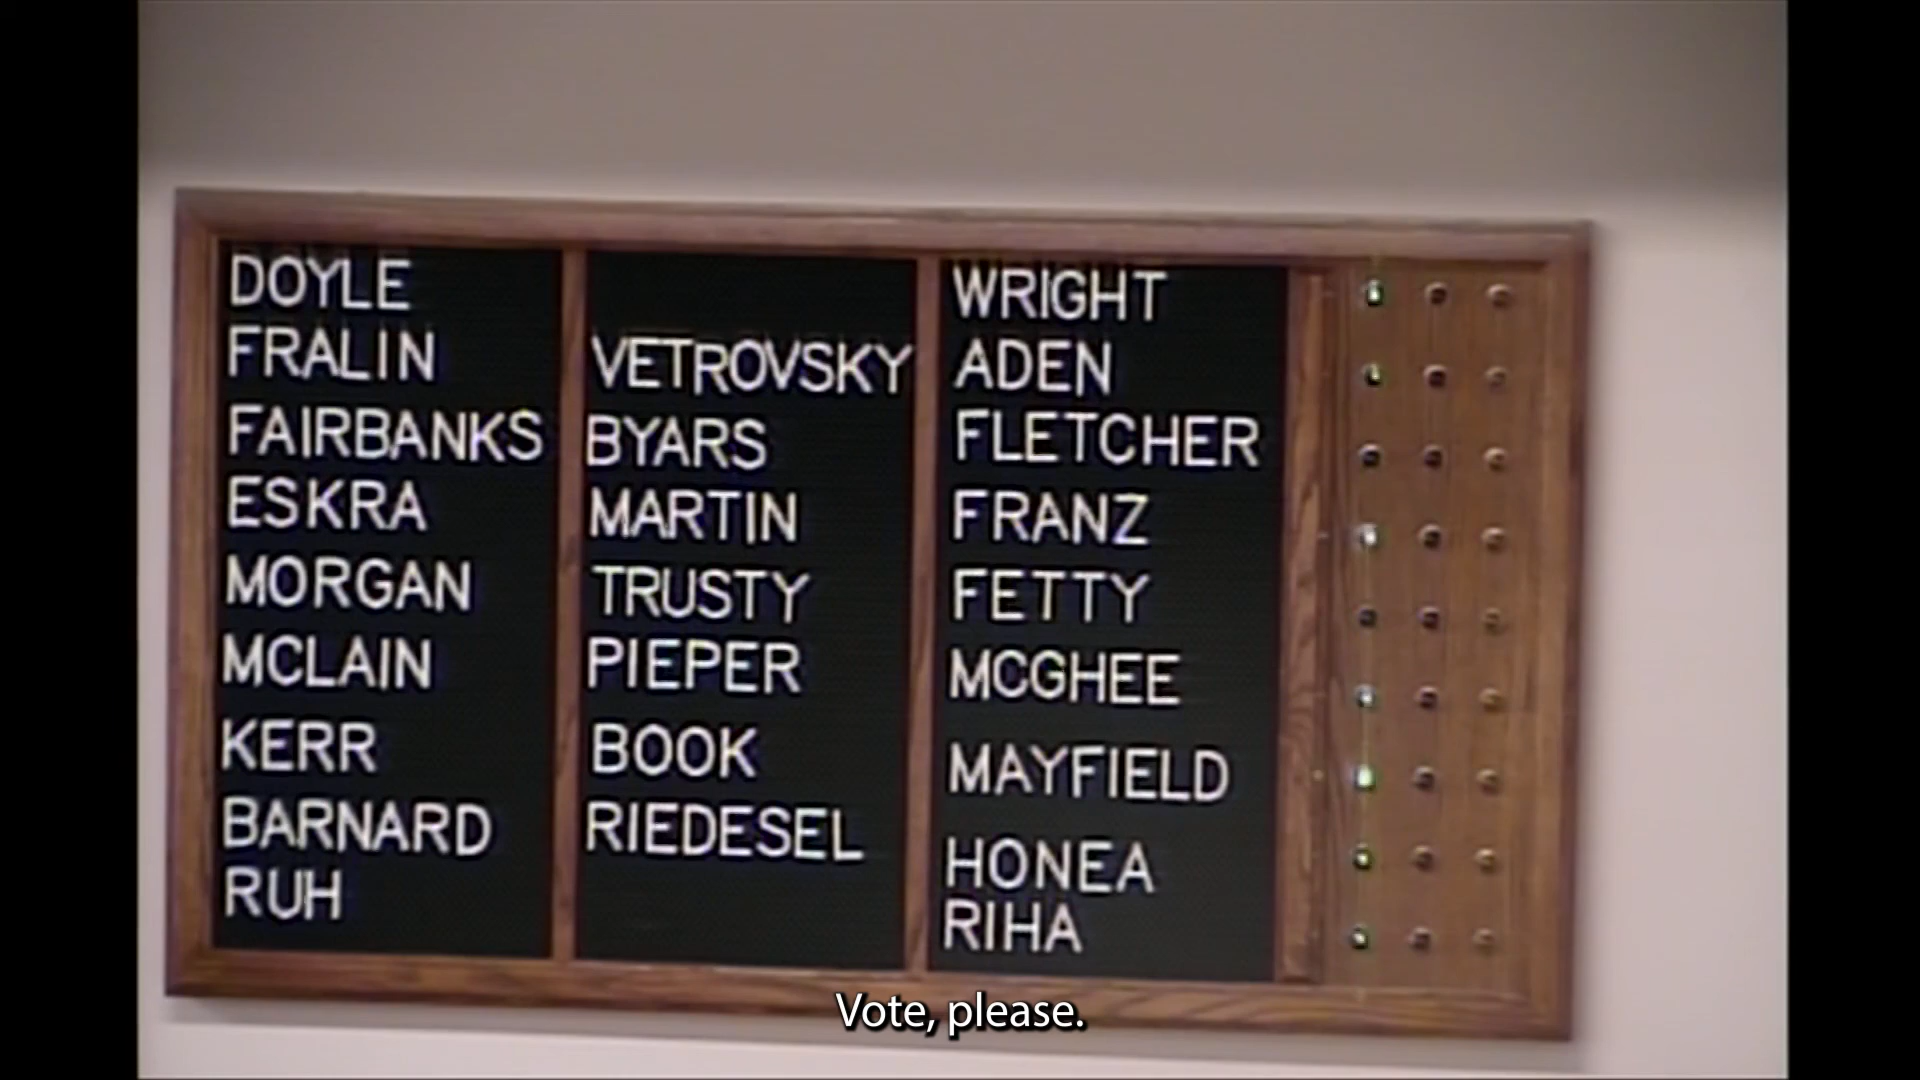 DOYLE
FRALIN
FAIRBANKS
ESKRA
MORGAN
MCLAIN
KERR
BARNARD
RUH
VETROVSKY
BYARS
MARTIN
TRUSTY
PIEPER
BOOK
RIEDESEL
WRIGHT
ADEN
FLETCHER
FRANZ
FETTY
MCGHEE
MAYFIELD
HONEA
RIHA
Vote, please.